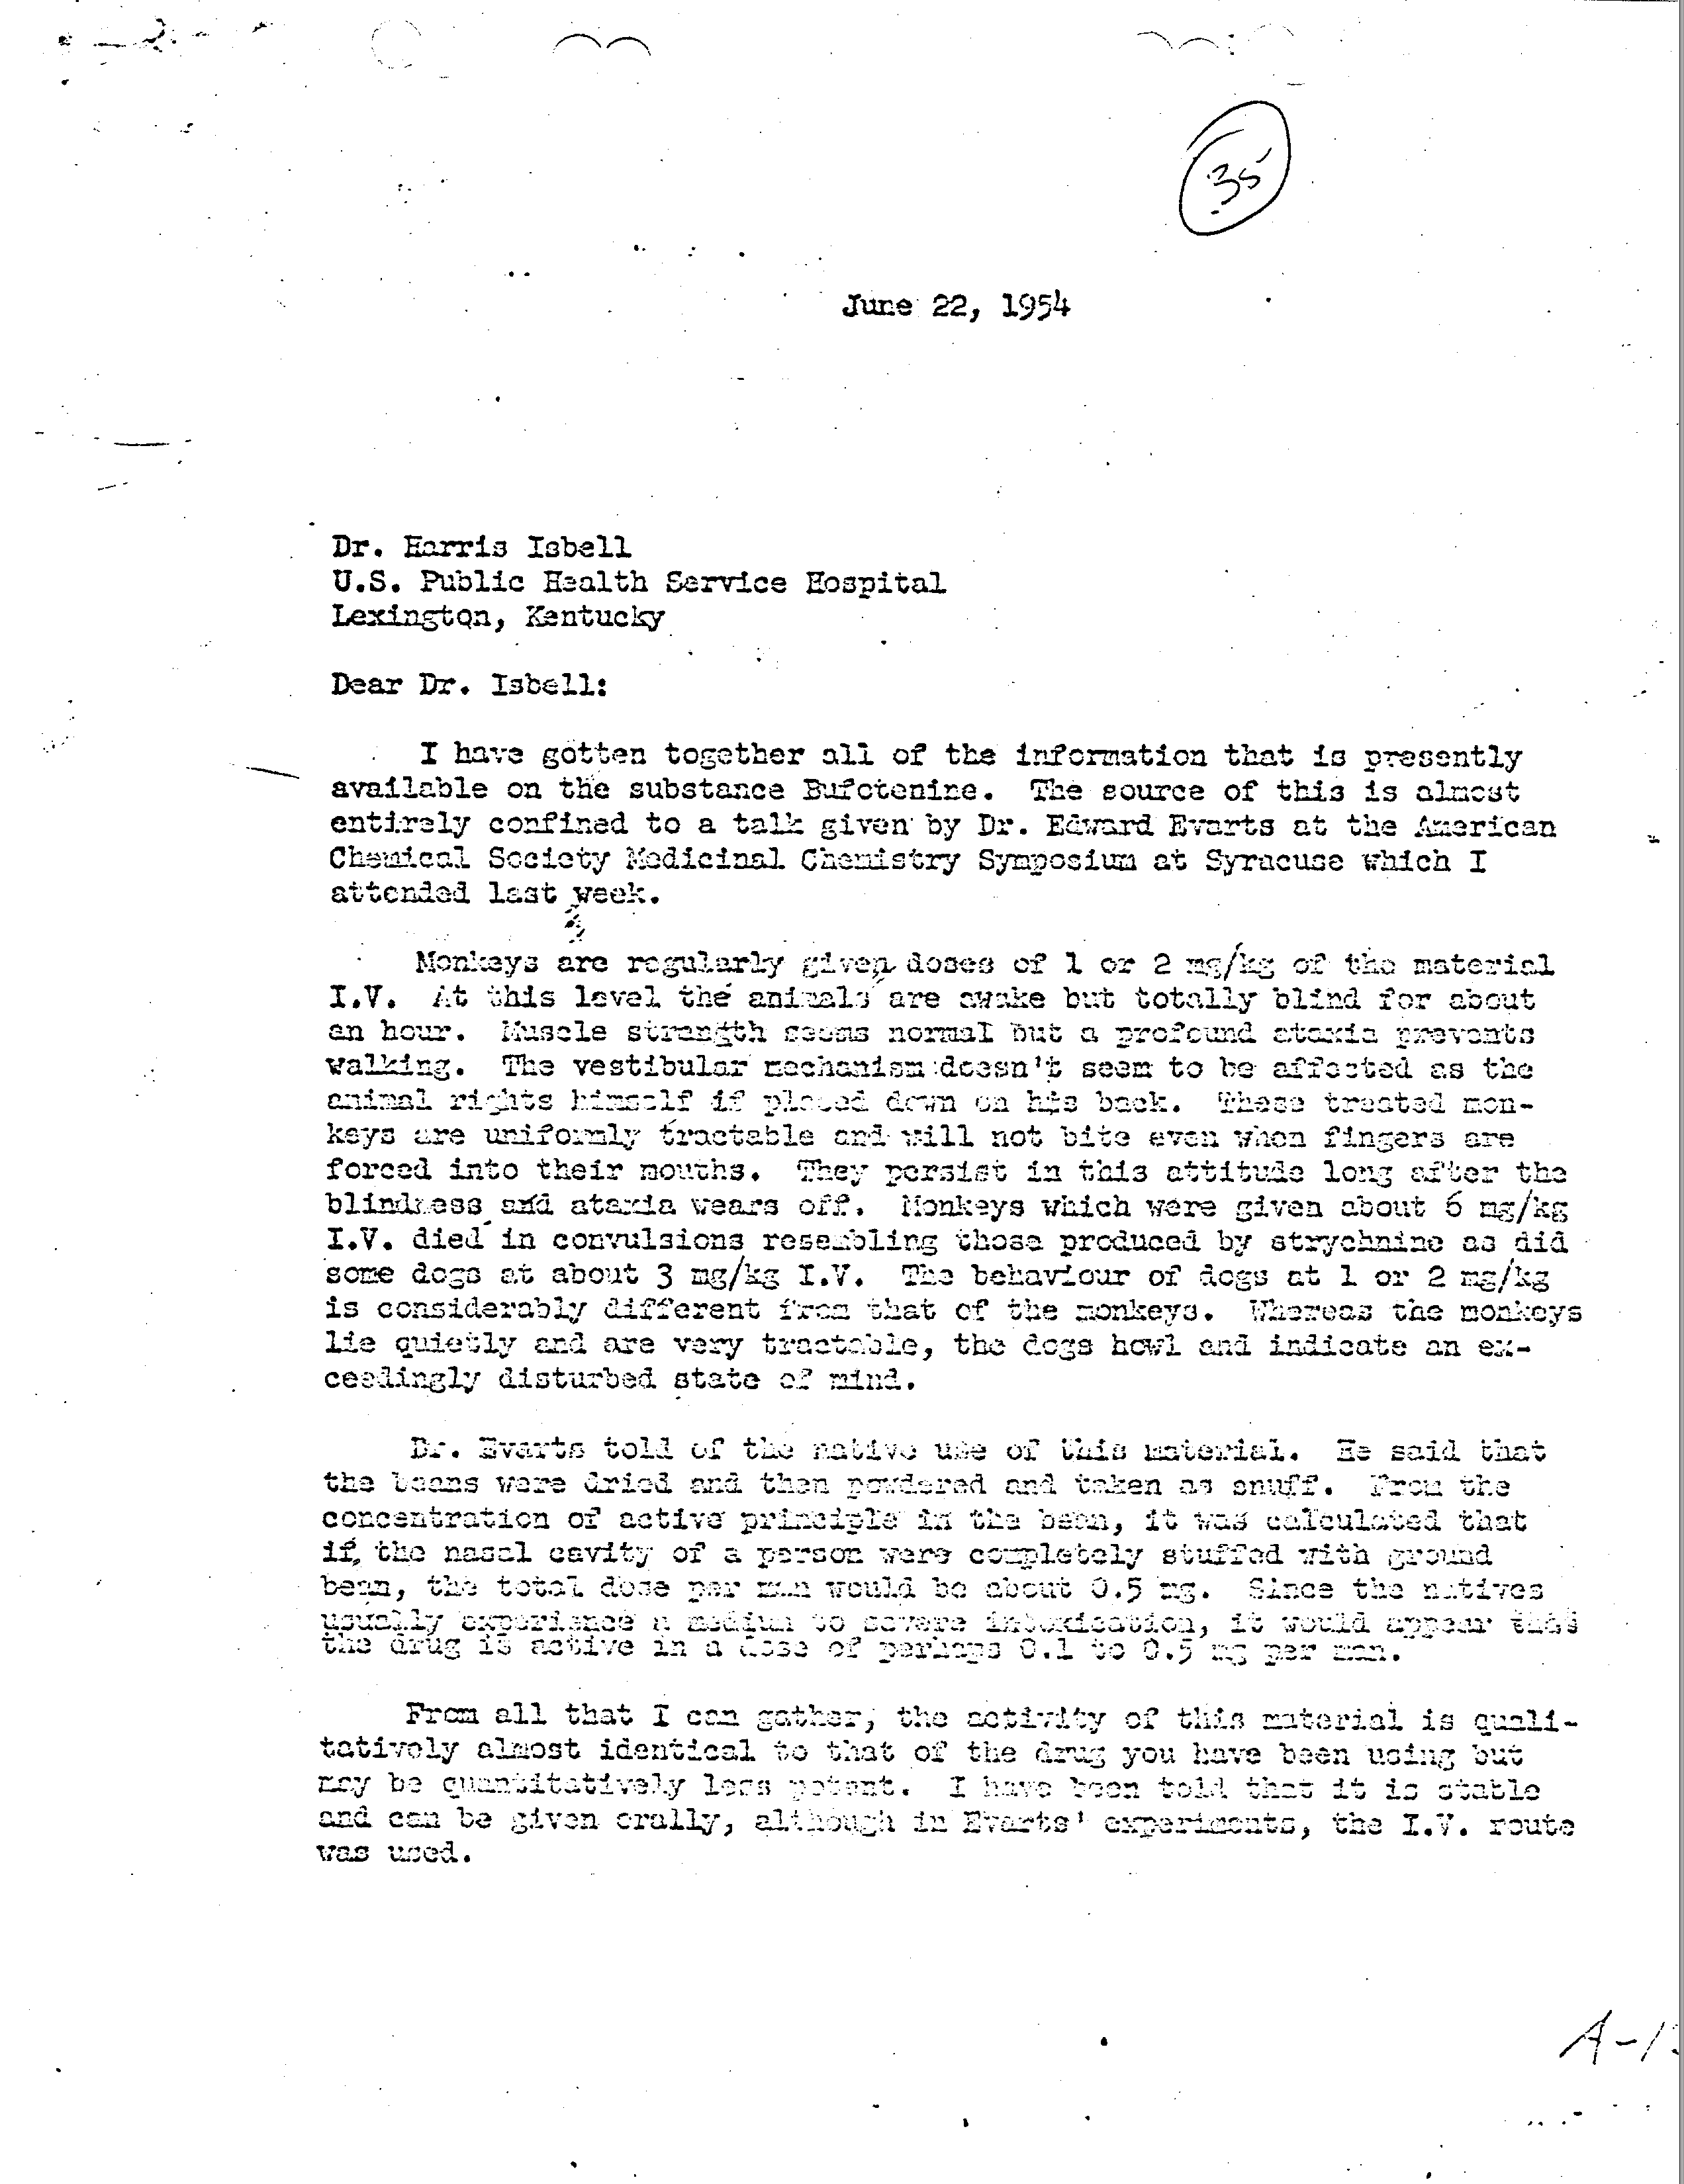 35
June 22, 1954
Dr. Harris Isbell
U.S. Public Health Service Hospital
Lexington, Kentucky
Dear Dr. Isbell:
I have gotten together all of the information that is presently
available on the substance Bufotenine. The source of this is almost
entirely confined to a talk given by Dr. Edward Evarts at the American
Chemical Society Medicinal Chemistry Symposium at Syracuse which I
attended last week.
Monkeys are regularly given doses of 1 or 2 mg/kg of the material
I.V. At this level the animals are awake but totally blind for about
an hour. Muscle strength seems normal but a profound ataxia prevents
walking. The vestibular mechanism doesn't seem to be affected as the
animal rights himself if placed down on his back. These treated mon-
keys are uniformly tractable and will not bite even when fingers are
forced into their mouths. They persist in this attitude long after the
blindness and ataxia wears off. Monkeys which were given about 6 mg/kg
I.V. died in convulsions resembling those produced by strychnine as did
some dogs at about 3 mg/kg I.V. The behaviour of dogs at 1 or 2 mg/kg
is considerably different from that of the monkeys. Whereas the monkeys
lie quietly and are very tractable, the dogs howl and indicate an ex-
ceedingly disturbed state of mind.
Dr. Evarts told of the native use of this material. He said that
the beans were dried and then powdered and taken as snuff. From the
concentration of active principle in the bean, it was calculated that
if the nasal cavity of a person were completely stuffed with ground
bean, the total dose per man would be about 0.5 mg. Since the natives
usually experience a medium to severe intoxication, it would appear that
the drug is active in a dose of perhaps 0.1 to 0.5 mg per man.
From all that I can gather, the activity of this material is quali-
tatively almost identical to that of the drug you have been using but
may be quantitatively less potent. I have been told that it is stable
and can be given orally, although in Evarts' experiments, the I.V. route
was used.